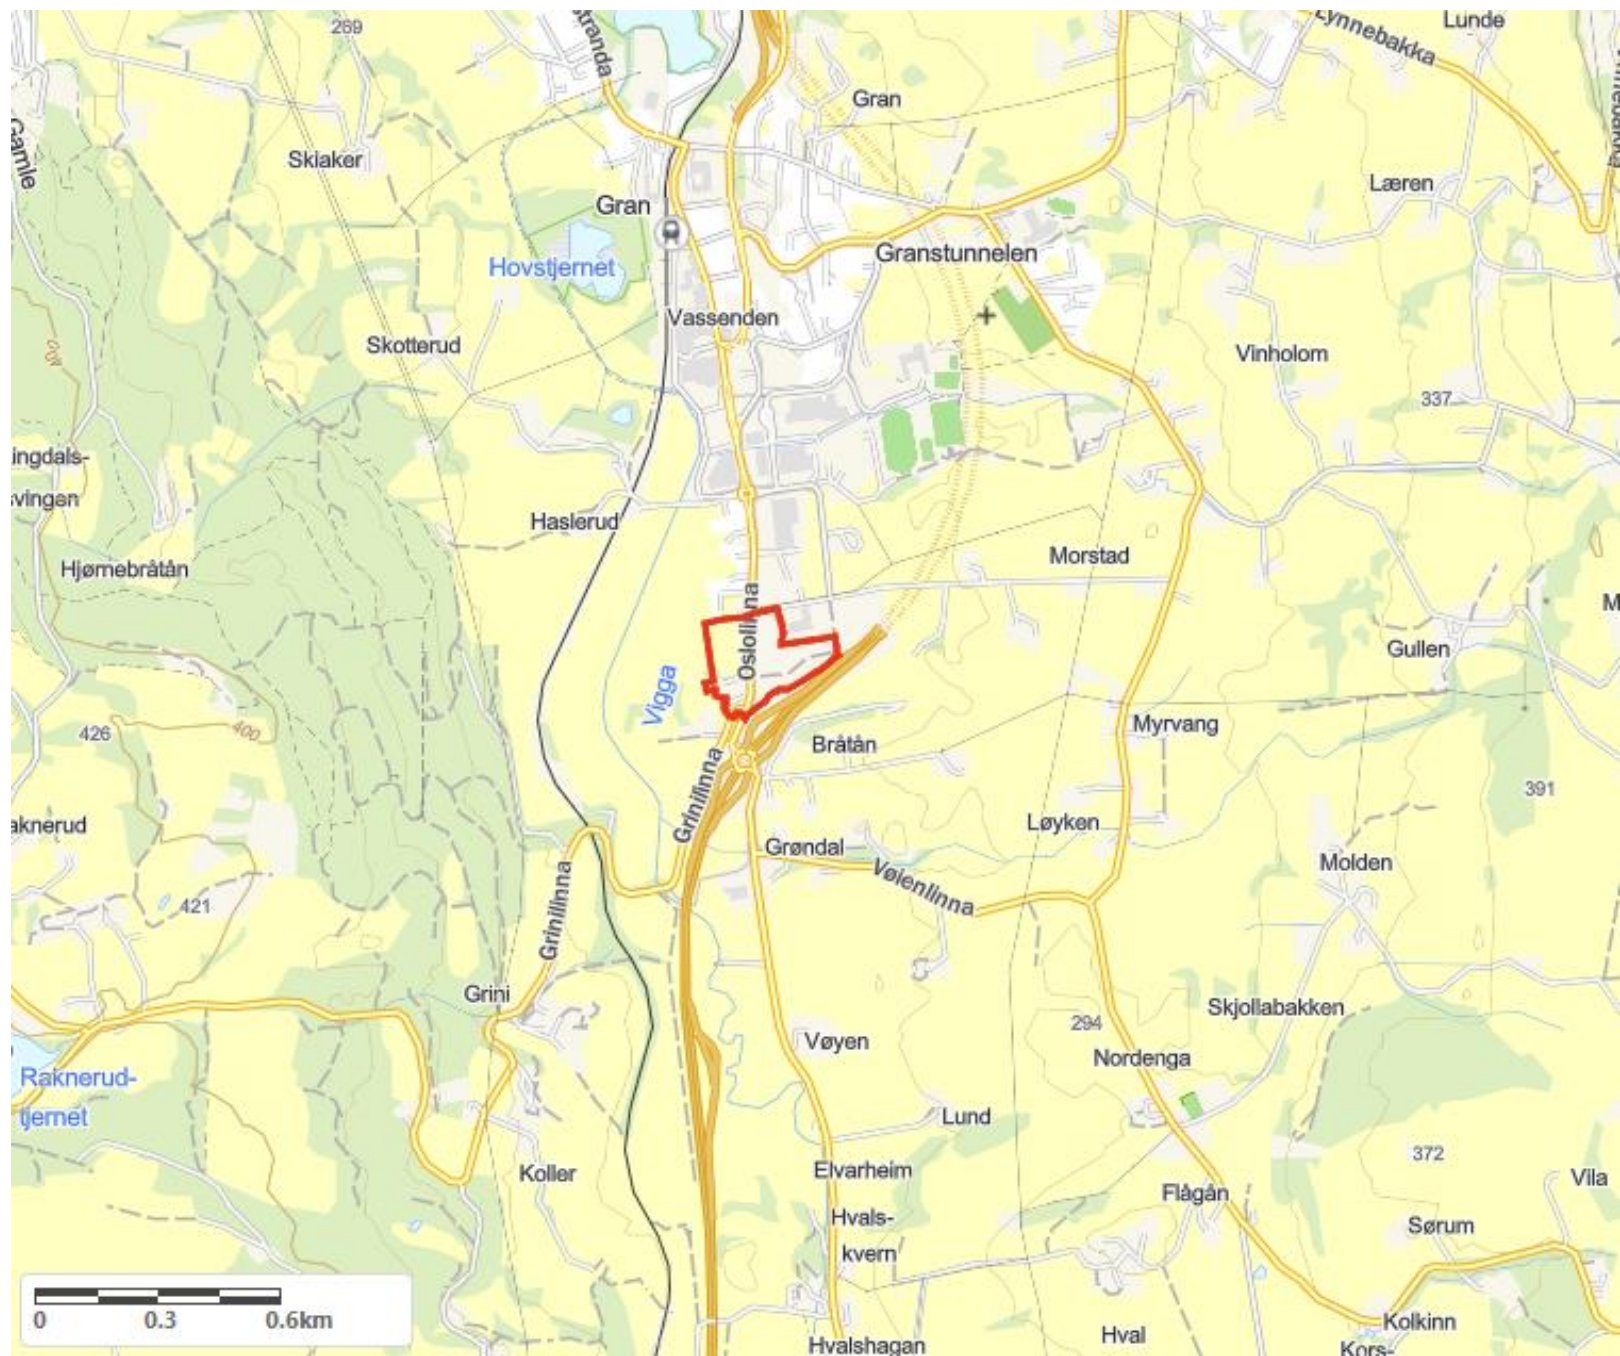 269
stranda
Lynnebakka
Lunde
Gran
Gamle
Skiaker
Læren
Gran
Granstunnelen
Hovstjernet
Vassenden
Skotterud
Vinholom
337
ingdals-
svingen
Haslerud
Morstad
Hjørnebråtån
M
Oslolinna
Gullen
Vigga
426
400
Myrvang
Bråtån
391
Grinilinna
aknerud
Løyken
Grøndal
Molden
Vøienlinna
421
Grinilinna
Grini
Skjollabakken
294
Vøyen
Nordenga
Raknerud-
tjernet
Lund
372
Koller
Elvarheim
Vila
Flågån
Hvals-
kvern
Sørum
0 0.3 0.6km
Kolkinn
Hval
Hvalshagan
Kors-